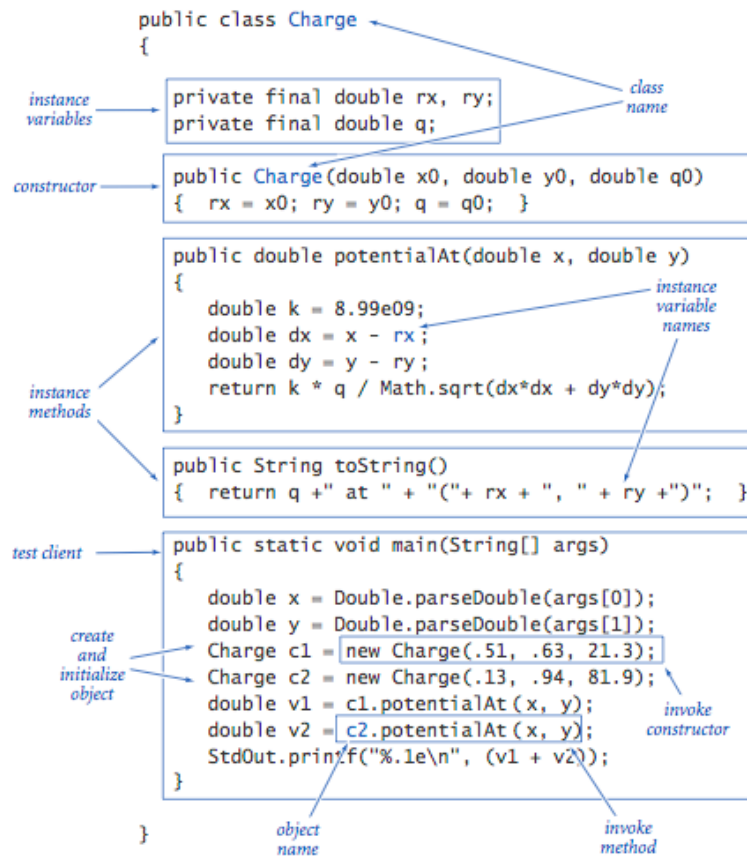 public class Charge
{
class
name
instance
variables
private final double rx, ry;
private final double q;
constructor
public Charge(double x0, double y0, double q0)
{  rx = x0; ry = y0; q = q0;  }
public double potentialAt(double x, double y)
{
double k = 8.99e09;
double dx = x - rx;
double dy = y - ry;
return k * q / Math.sqrt(dx*dx + dy*dy);
}
instance
variable
names
instance
methods
public String toString()
{  return q +" at " + "("+ rx + ", " + ry +")";  }
test client
public static void main(String[] args)
{
double x = Double.parseDouble(args[0]);
double y = Double.parseDouble(args[1]);
Charge c1 = new Charge(.51, .63, 21.3);
Charge c2 = new Charge(.13, .94, 81.9);
double v1 = c1.potentialAt(x, y);
double v2 = c2.potentialAt(x, y);
StdOut.printf("%.1e\n", (v1 + v2));
}
create
and
initialize
object
invoke
constructor
}
object
name
invoke
method